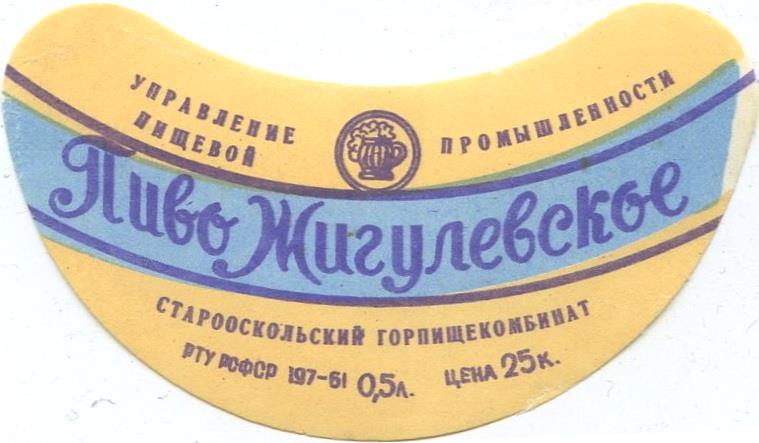 УПРАВЛЕНИЕ
ПИЩЕВОЙ ПРОМЫШЛЕННОСТИ
Пиво Жигулевское
СТАРООСКОЛЬСКИЙ ГОРПИЩЕКОМБИНАТ
РТУ РСФСР 197-61 0,5л. ЦЕНА 25к.